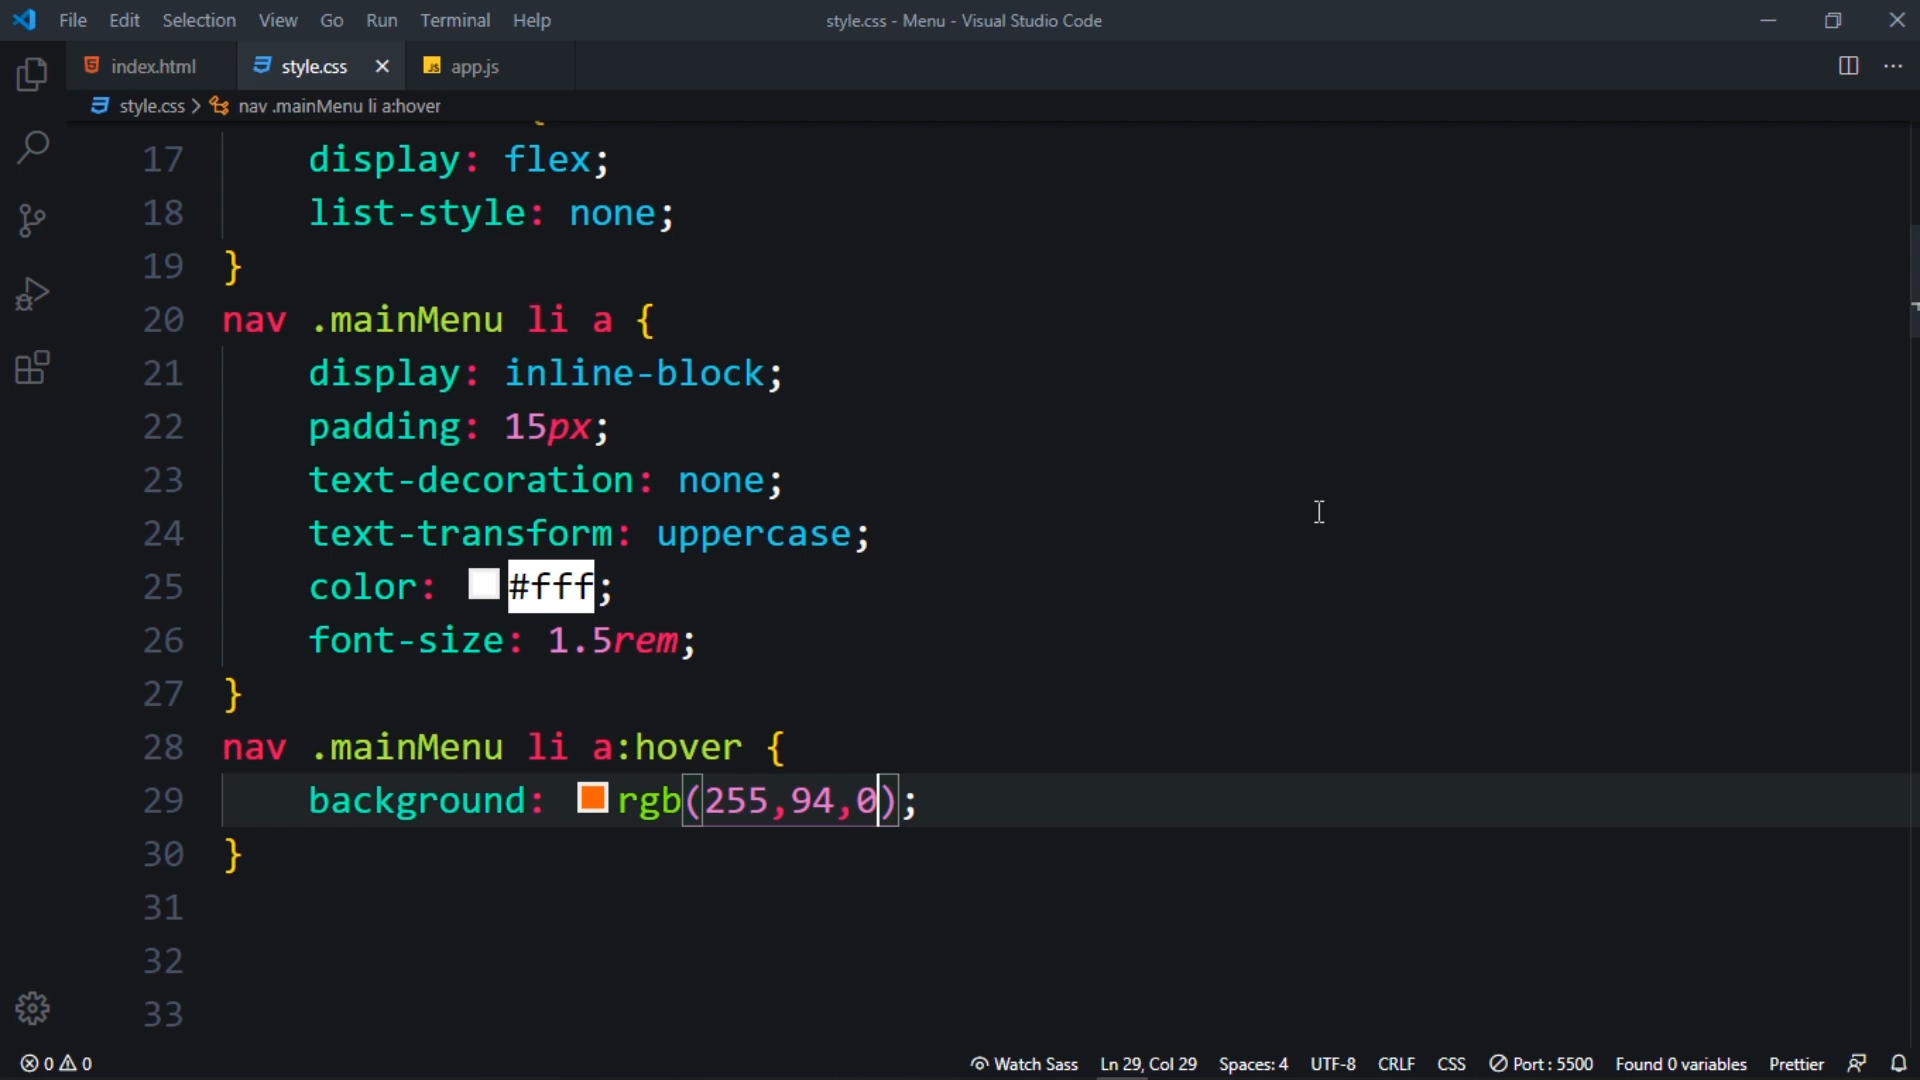 File Edit Selection View Go Run Terminal Help style.css - Menu - Visual Studio Code
index.html style.css JS app.js
style.css > nav .mainMenu li a:hover
17 display: flex;
18 list-style: none;
19 }
20 nav .mainMenu li a {
21 display: inline-block;
22 padding: 15px;
23 text-decoration: none;
24 text-transform: uppercase;
25 color: #fff;
26 font-size: 1.5rem;
27 }
28 nav .mainMenu li a:hover {
29 background: rgb(255,94,0);
30 }
31
32
33
0 0 Watch Sass Ln 29, Col 29 Spaces: 4 UTF-8 CRLF CSS Port : 5500 Found 0 variables Prettier